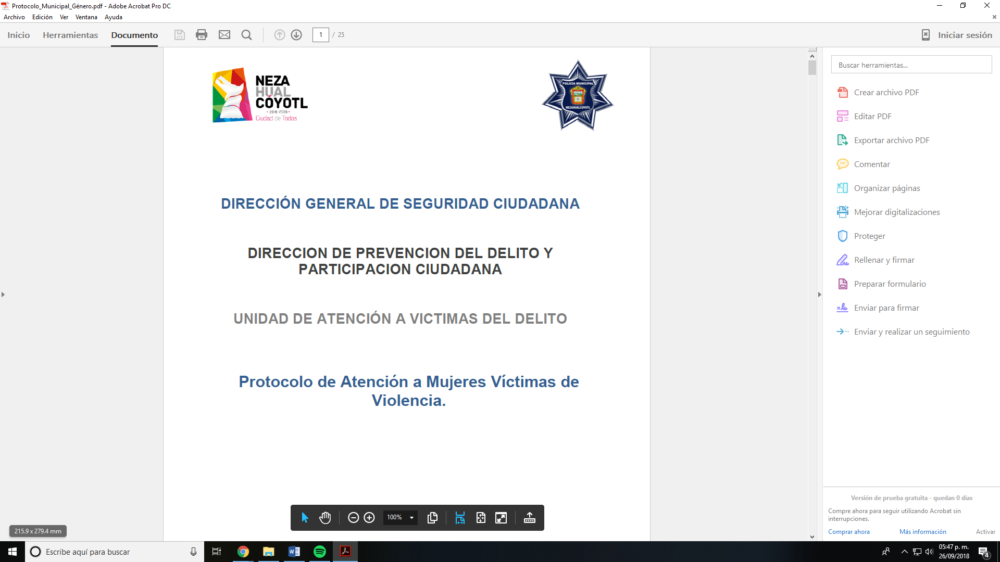 Protocolo_Municipal_Género.pdf - Adobe Acrobat Pro DC
Archivo Edición Ver Ventana Ayuda
Inicio Herramientas Documento 1 / 25 Iniciar sesión
NEZA
HUAL
CÓYOTL
• 2016-2018 •
Ciudad de Todos
POLICÍA MUNICIPAL
NEZAHUALCOYOTL
DIRECCIÓN GENERAL DE SEGURIDAD CIUDADANA
DIRECCION DE PREVENCION DEL DELITO Y
PARTICIPACION CIUDADANA
UNIDAD DE ATENCIÓN A VICTIMAS DEL DELITO
Protocolo de Atención a Mujeres Víctimas de
Violencia.
100%
215.9 x 279.4 mm
Buscar herramientas...
Crear archivo PDF
Editar PDF
Exportar archivo PDF
Comentar
Organizar páginas
Mejorar digitalizaciones
Proteger
Rellenar y firmar
Preparar formulario
Enviar para firmar
Enviar y realizar un seguimiento
Versión de prueba gratuita - quedan 0 días
Compre ahora para seguir utilizando Acrobat sin
interrupciones.
Comprar ahora Más información Activar
Escribe aquí para buscar
05:47 p. m.
26/09/2018
4